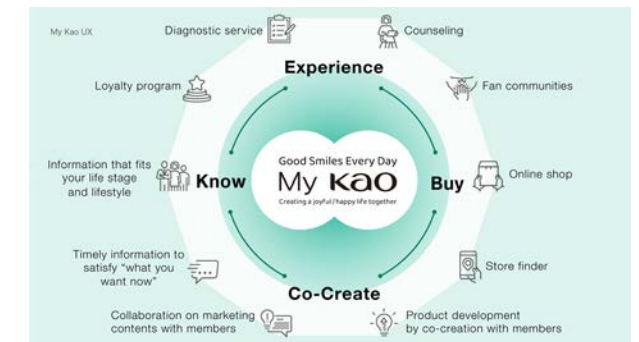 My Kao UX
Diagnostic service
Counseling
Experience
Loyalty program
Fan communities
Good Smiles Every Day
My Kao
Creating a joyful/happy life together
Information that fits
your life stage
and lifestyle
Know
Buy
Online shop
Timely information to
satisfy “what you
want now”
Store finder
Co-Create
Collaboration on marketing
contents with members
Product development
by co-creation with members